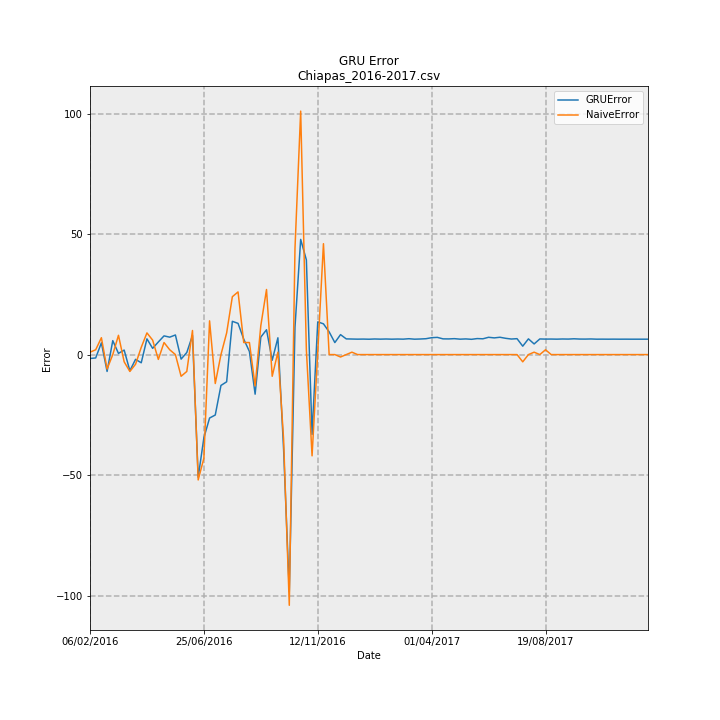 GRU Error
Chiapas_2016-2017.csv
GRUError
NaiveError
100
50
0
−50
−100
Error
06/02/2016
25/06/2016
12/11/2016
01/04/2017
19/08/2017
Date